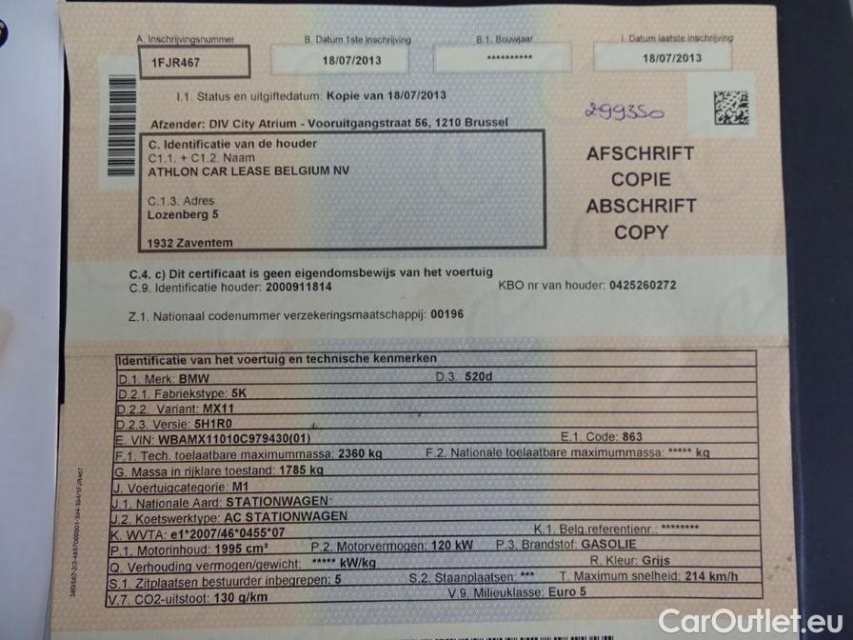 A. Inschrijvingsnummer B. Datum 1ste inschrijving B.1. Bouwjaar I. Datum laatste inschrijving
1FJR467 18/07/2013 ********** 18/07/2013
I.1. Status en uitgiftedatum: Kopie van 18/07/2013
299350
Afzender: DIV City Atrium - Vooruitgangstraat 56, 1210 Brussel
C. Identificatie van de houder
C1.1. + C1.2. Naam
ATHLON CAR LEASE BELGIUM NV
C.1.3. Adres
Lozenberg 5
1932 Zaventem
AFSCHRIFT
COPIE
ABSCHRIFT
COPY
C.4. c) Dit certificaat is geen eigendomsbewijs van het voertuig
C.9. Identificatie houder: 2000911814 KBO nr van houder: 0425260272
Z.1. Nationaal codenummer verzekeringsmaatschappij: 00196
Identificatie van het voertuig en technische kenmerken
D.1. Merk: BMW D.3. 520d
D.2.1. Fabriekstype: 5K
D.2.2. Variant: MX11
D.2.3. Versie: 5H1R0
E. VIN: WBAMX11010C979430(01) E.1. Code: 863
F.1. Tech. toelaatbare maximummassa: 2360 kg F.2. Nationale toelaatbare maximummassa: ***** kg
G. Massa in rijklare toestand: 1785 kg
J. Voertuigcategorie: M1
J.1. Nationale Aard: STATIONWAGEN
J.2. Koetswerktype: AC STATIONWAGEN
K. WVTA: e1*2007/46*0455*07 K.1. Belg.referentienr.: ********
P.1. Motorinhoud: 1995 cm³ P.2. Motorvermogen: 120 kW P.3. Brandstof: GASOLIE
Q. Verhouding vermogen/gewicht: ***** kW/kg R. Kleur: Grijs
S.1. Zitplaatsen bestuurder inbegrepen: 5 S.2. Staanplaatsen: *** T. Maximum snelheid: 214 km/h
V.7. CO2-uitstoot: 130 g/km V.9. Milieuklasse: Euro 5
CarOutlet.eu